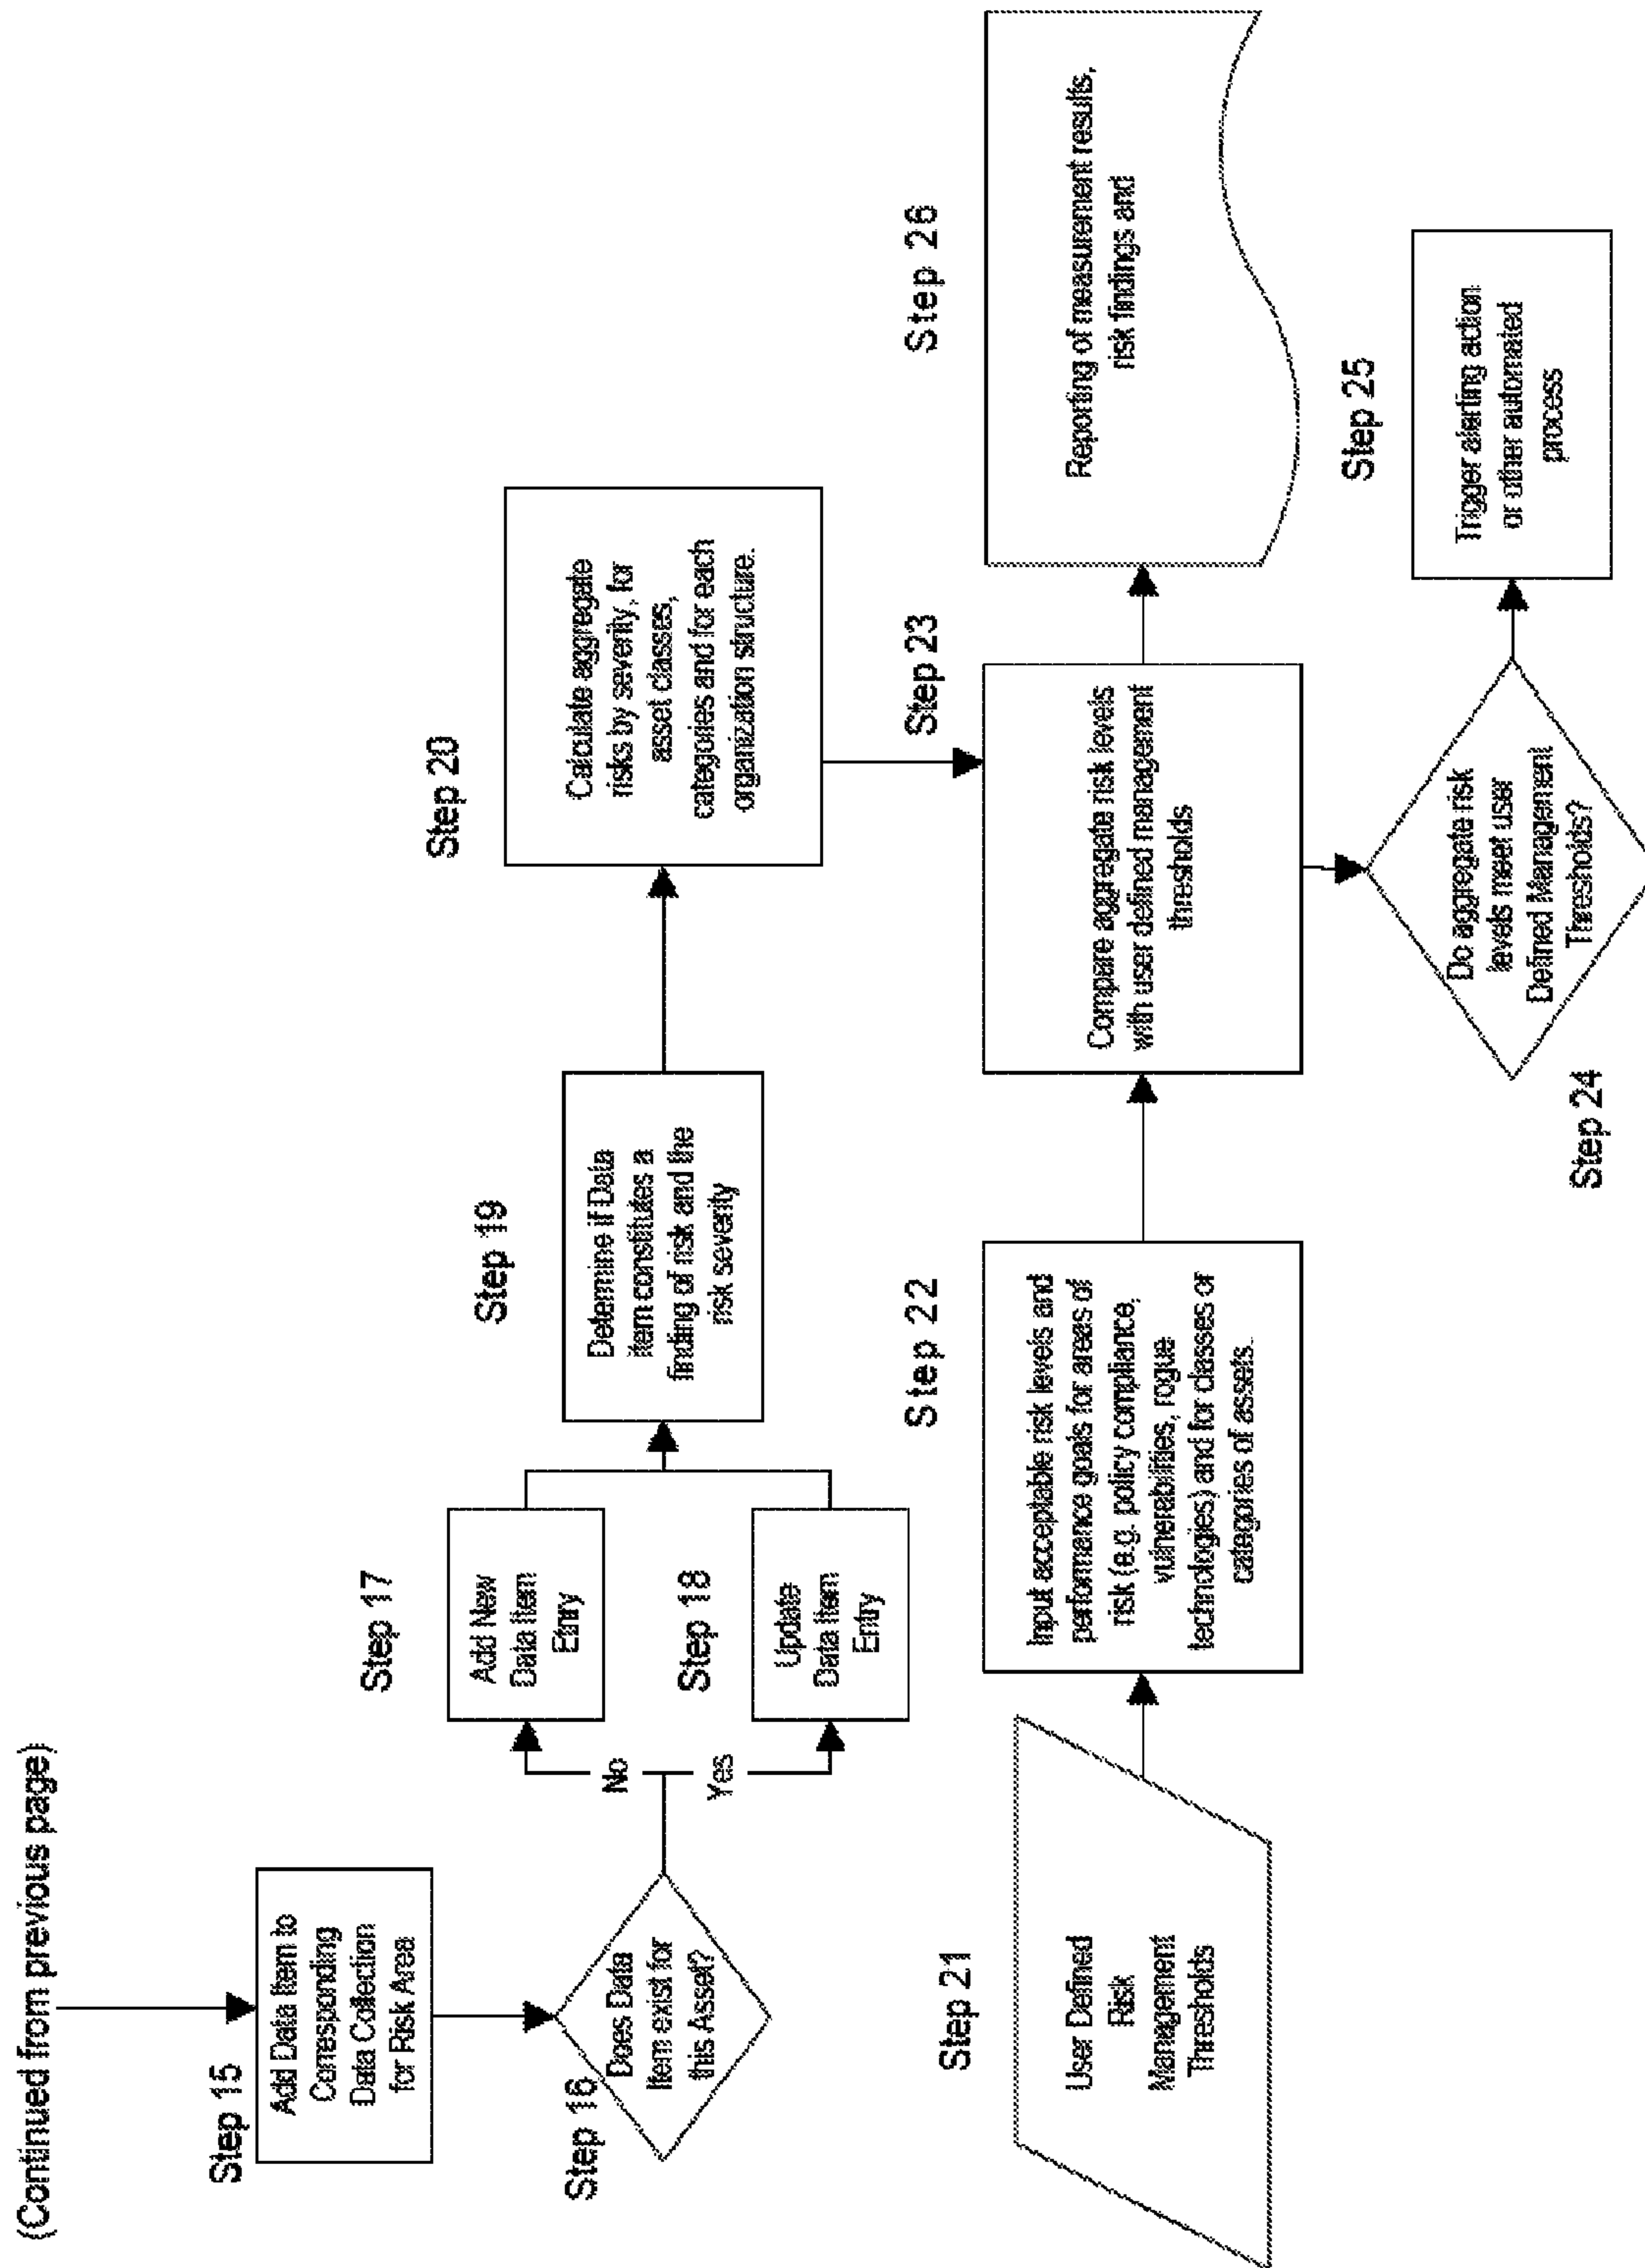 (Continued from previous page)
Step 15
Add Data Item to
Corresponding
Data Collection
for Risk Area
Step 16
Does Data
Item exist for
this Asset?
No
Yes
Step 17
Add New
Data Item
Entry
Step 18
Update
Data Item
Entry
Step 19
Determine if Data
item constitutes a
finding of risk and the
risk severity
Step 20
Calculate aggregate
risks by severity, for
asset classes,
categories and for each
organization structure.
Step 21
User Defined
Risk
Management
Thresholds
Step 22
Input acceptable risk levels and
performance goals for areas of
risk (e.g. policy compliance,
vulnerabilities, rogue
technologies) and for classes or
categories of assets.
Step 23
Compare aggregate risk levels
with user defined management
thresholds
Step 24
Do aggregate risk
levels meet user
Defined Management
Thresholds?
Step 25
Trigger alerting action
or other automated
process
Step 26
Reporting of measurement results,
risk findings and